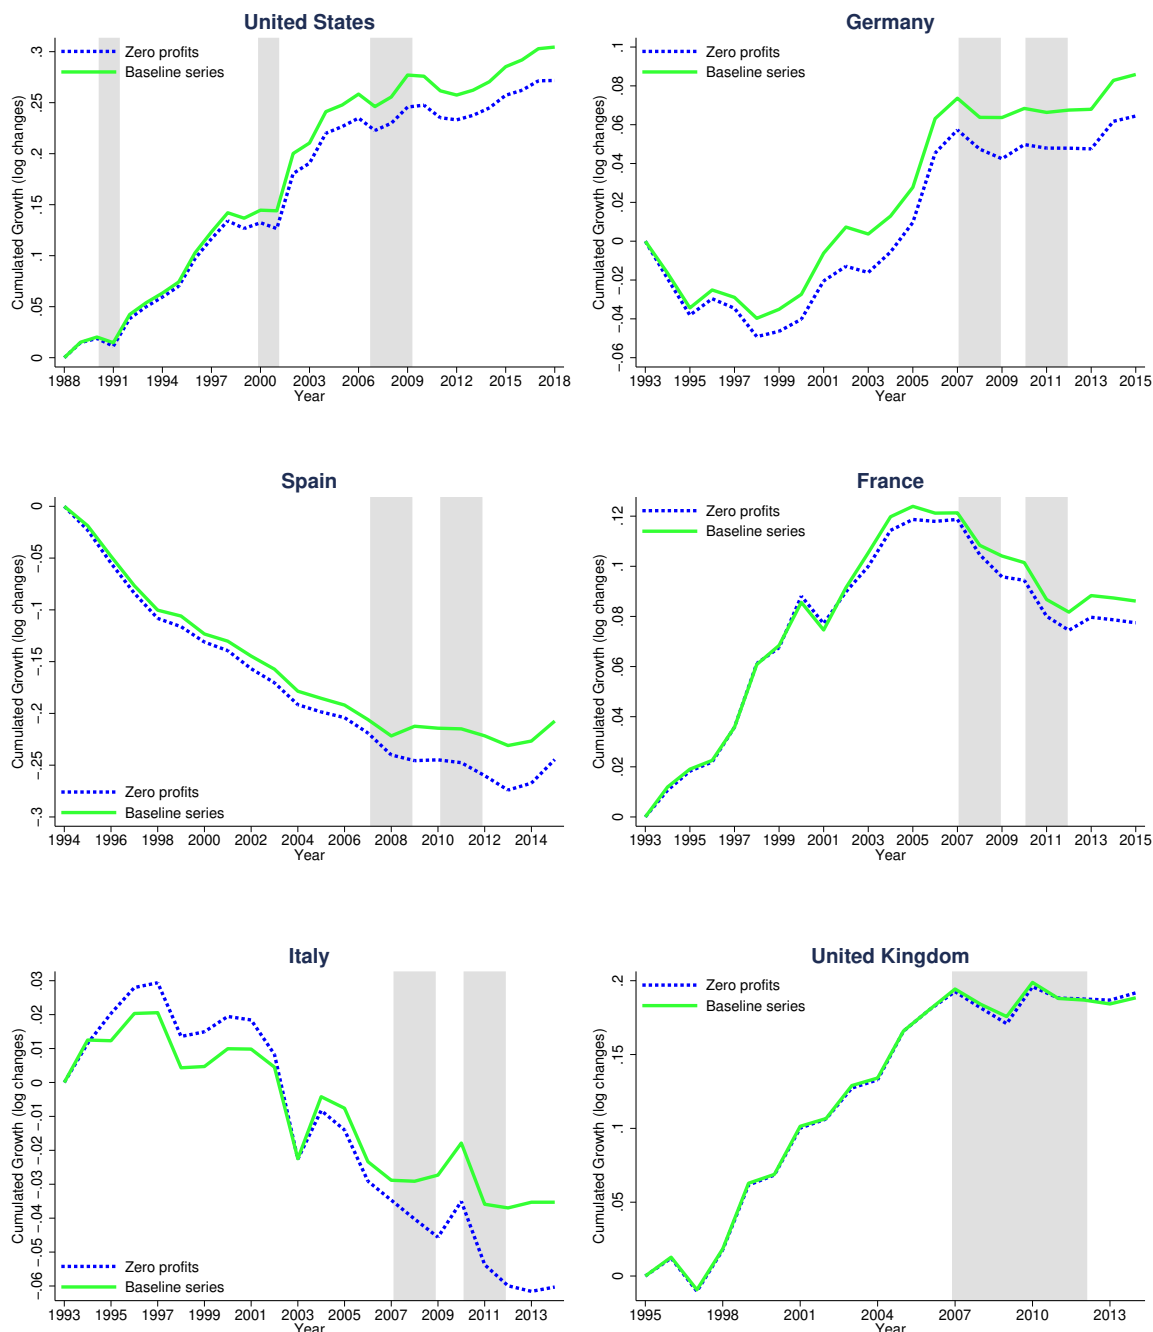 United States
Cumulated Growth (log changes)
.3
.25
.2
.15
.1
.05
0
Zero profits
Baseline series
1988 1991 1994 1997 2000 2003 2006 2009 2012 2015 2018
Year
Germany
Cumulated Growth (log changes)
.1
.08
.06
.04
.02
0
-.02
-.04
-.06
Zero profits
Baseline series
1993 1995 1997 1999 2001 2003 2005 2007 2009 2011 2013 2015
Year
Spain
Cumulated Growth (log changes)
0
-.05
-.1
-.15
-.2
-.25
-.3
Zero profits
Baseline series
1994 1996 1998 2000 2002 2004 2006 2008 2010 2012 2014
Year
France
Cumulated Growth (log changes)
.12
.1
.08
.06
.04
.02
0
Zero profits
Baseline series
1993 1995 1997 1999 2001 2003 2005 2007 2009 2011 2013 2015
Year
Italy
Cumulated Growth (log changes)
.03
.02
.01
0
-.01
-.02
-.03
-.04
-.05
-.06
Zero profits
Baseline series
1993 1995 1997 1999 2001 2003 2005 2007 2009 2011 2013
Year
United Kingdom
Cumulated Growth (log changes)
.2
.15
.1
.05
0
Zero profits
Baseline series
1995 1998 2001 2004 2007 2010 2013
Year